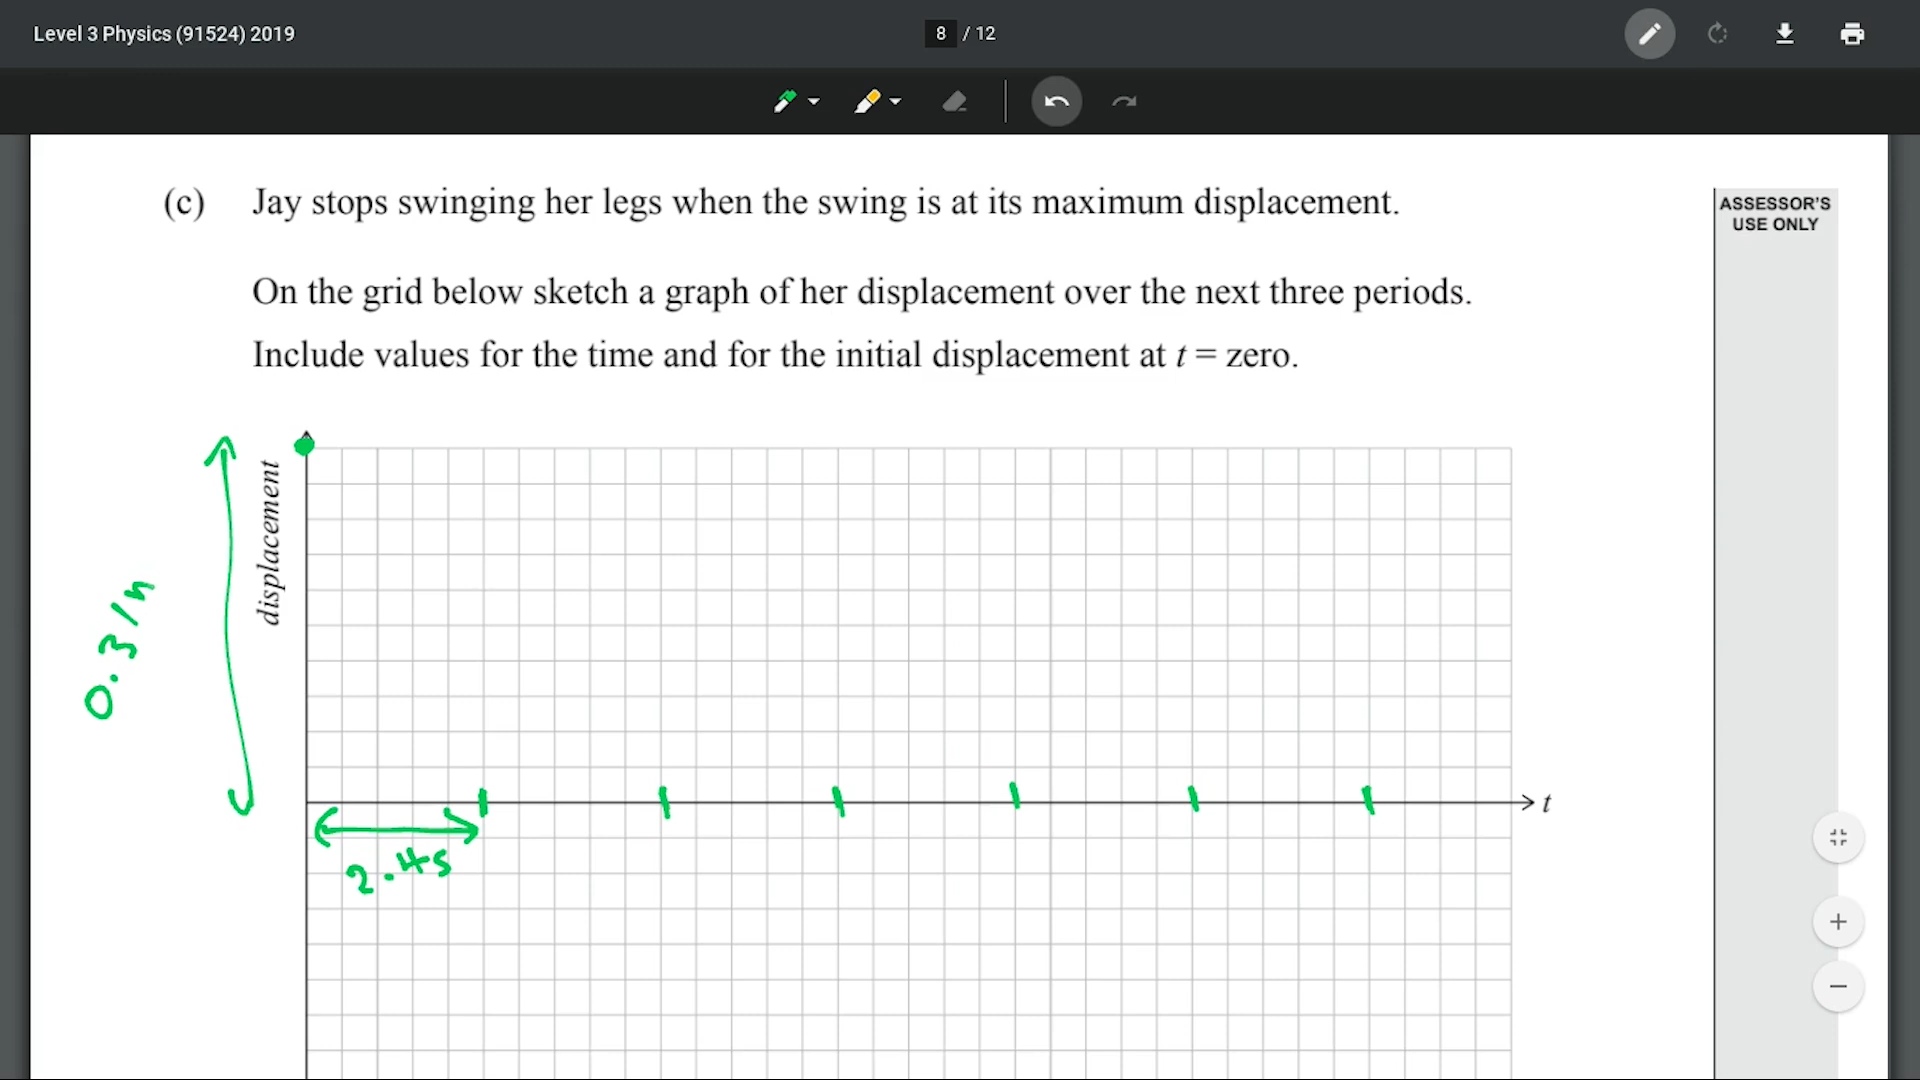 Level 3 Physics (91524) 2019
8 / 12
(c) Jay stops swinging her legs when the swing is at its maximum displacement.
ASSESSOR'S
USE ONLY
On the grid below sketch a graph of her displacement over the next three periods.
Include values for the time and for the initial displacement at t = zero.
displacement
t
2.4s